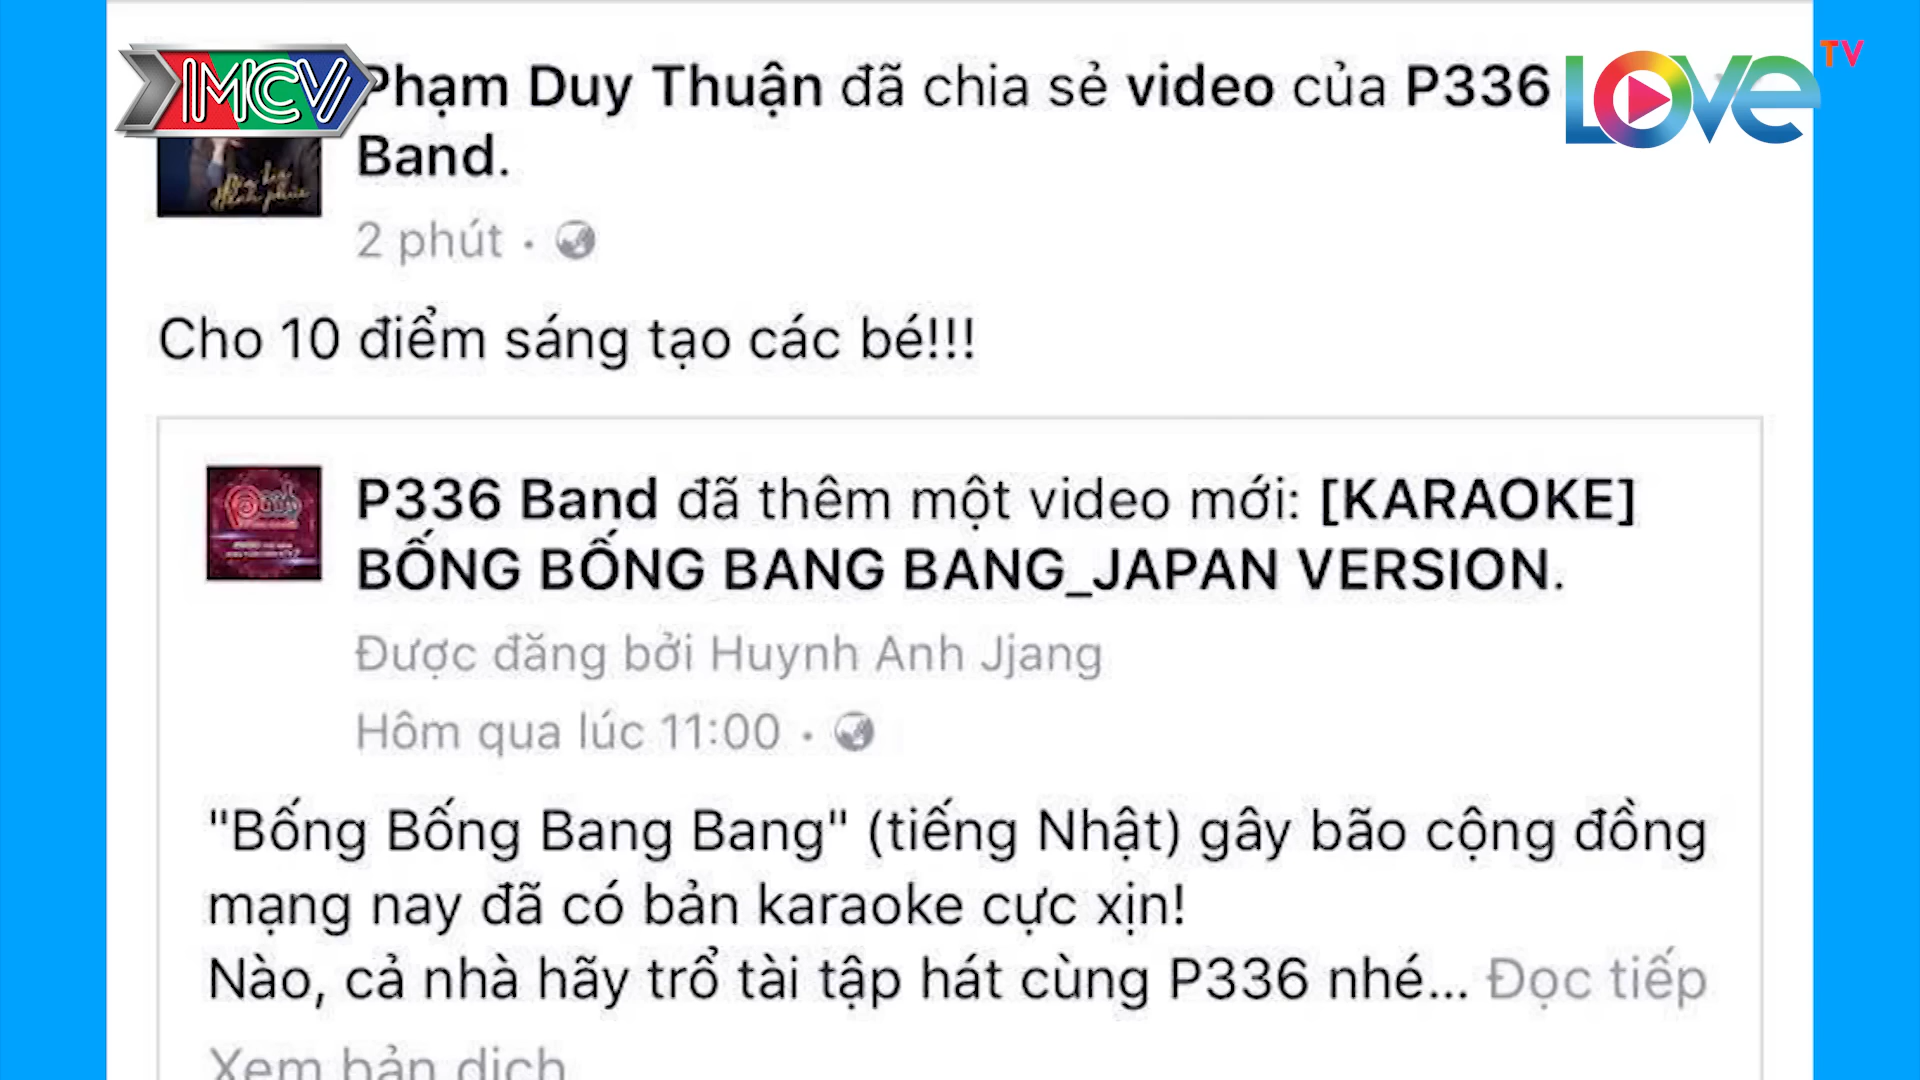 MCV
LOVE TV
Phạm Duy Thuận đã chia sẻ video của P336
Band.
2 phút ·
Cho 10 điểm sáng tạo các bé!!!
P336 Band đã thêm một video mới: [KARAOKE]
BỐNG BỐNG BANG BANG_JAPAN VERSION.
Được đăng bởi Huynh Anh Jjang
Hôm qua lúc 11:00 ·
"Bống Bống Bang Bang" (tiếng Nhật) gây bão cộng đồng
mạng nay đã có bản karaoke cực xịn!
Nào, cả nhà hãy trổ tài tập hát cùng P336 nhé... Đọc tiếp
Xem bản dịch